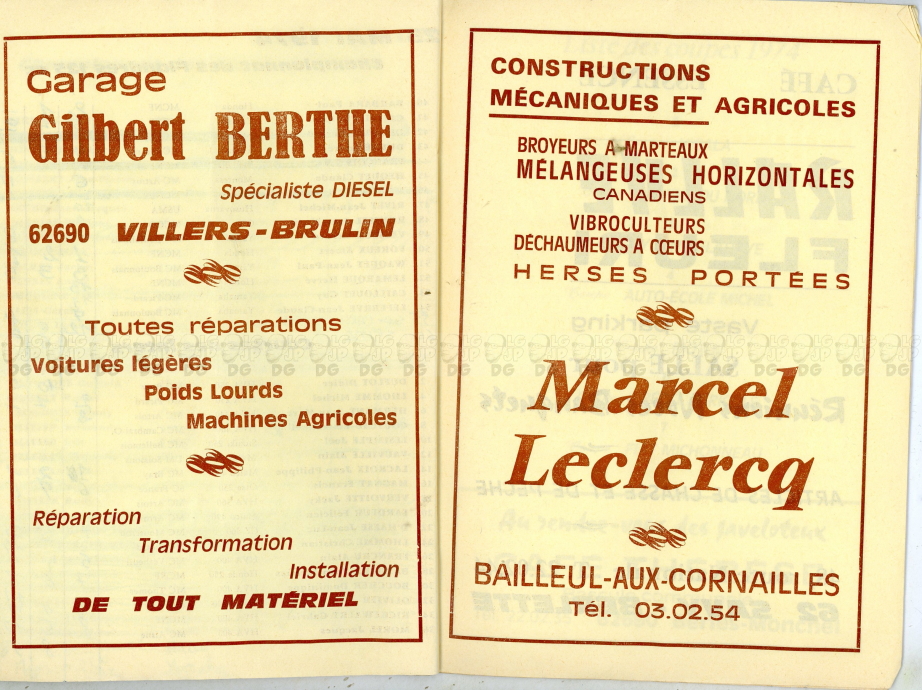 Garage
Gilbert BERTHE
Spécialiste DIESEL
62690 VILLERS-BRULIN
Toutes réparations
Voitures légères
Poids Lourds
Machines Agricoles
Réparation
Transformation
Installation
DE TOUT MATÉRIEL
CONSTRUCTIONS
MÉCANIQUES ET AGRICOLES
BROYEURS A MARTEAUX
MÉLANGEUSES HORIZONTALES
CANADIENS
VIBROCULTEURS
DÉCHAUMEURS A CŒURS
HERSES PORTÉES
Marcel
Leclercq
BAILLEUL-AUX-CORNAILLES
Tél. 03.02.54